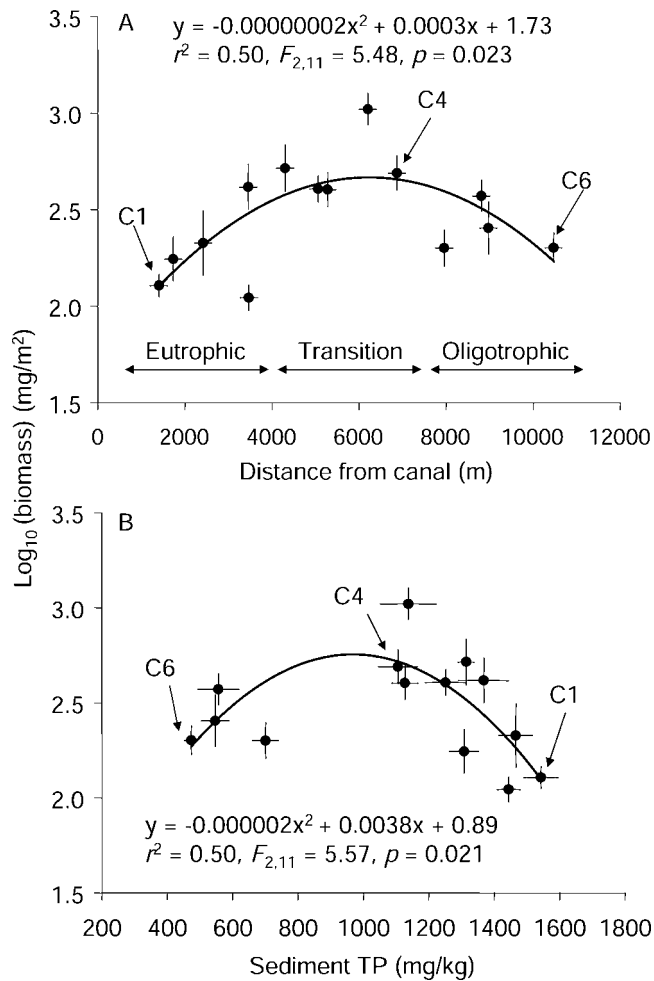 A
y = -0.00000002x² + 0.0003x + 1.73
r² = 0.50, F2,11 = 5.48, p = 0.023
3.5
3.0
2.5
2.0
1.5
C1
C4
C6
Eutrophic
Transition
Oligotrophic
0
2000
4000
6000
8000
10000
12000
Distance from canal (m)
Log10 (biomass) (mg/m²)
B
3.5
3.0
2.5
2.0
1.5
C6
C4
C1
y = -0.000002x² + 0.0038x + 0.89
r² = 0.50, F2,11 = 5.57, p = 0.021
200
400
600
800
1000
1200
1400
1600
1800
Sediment TP (mg/kg)